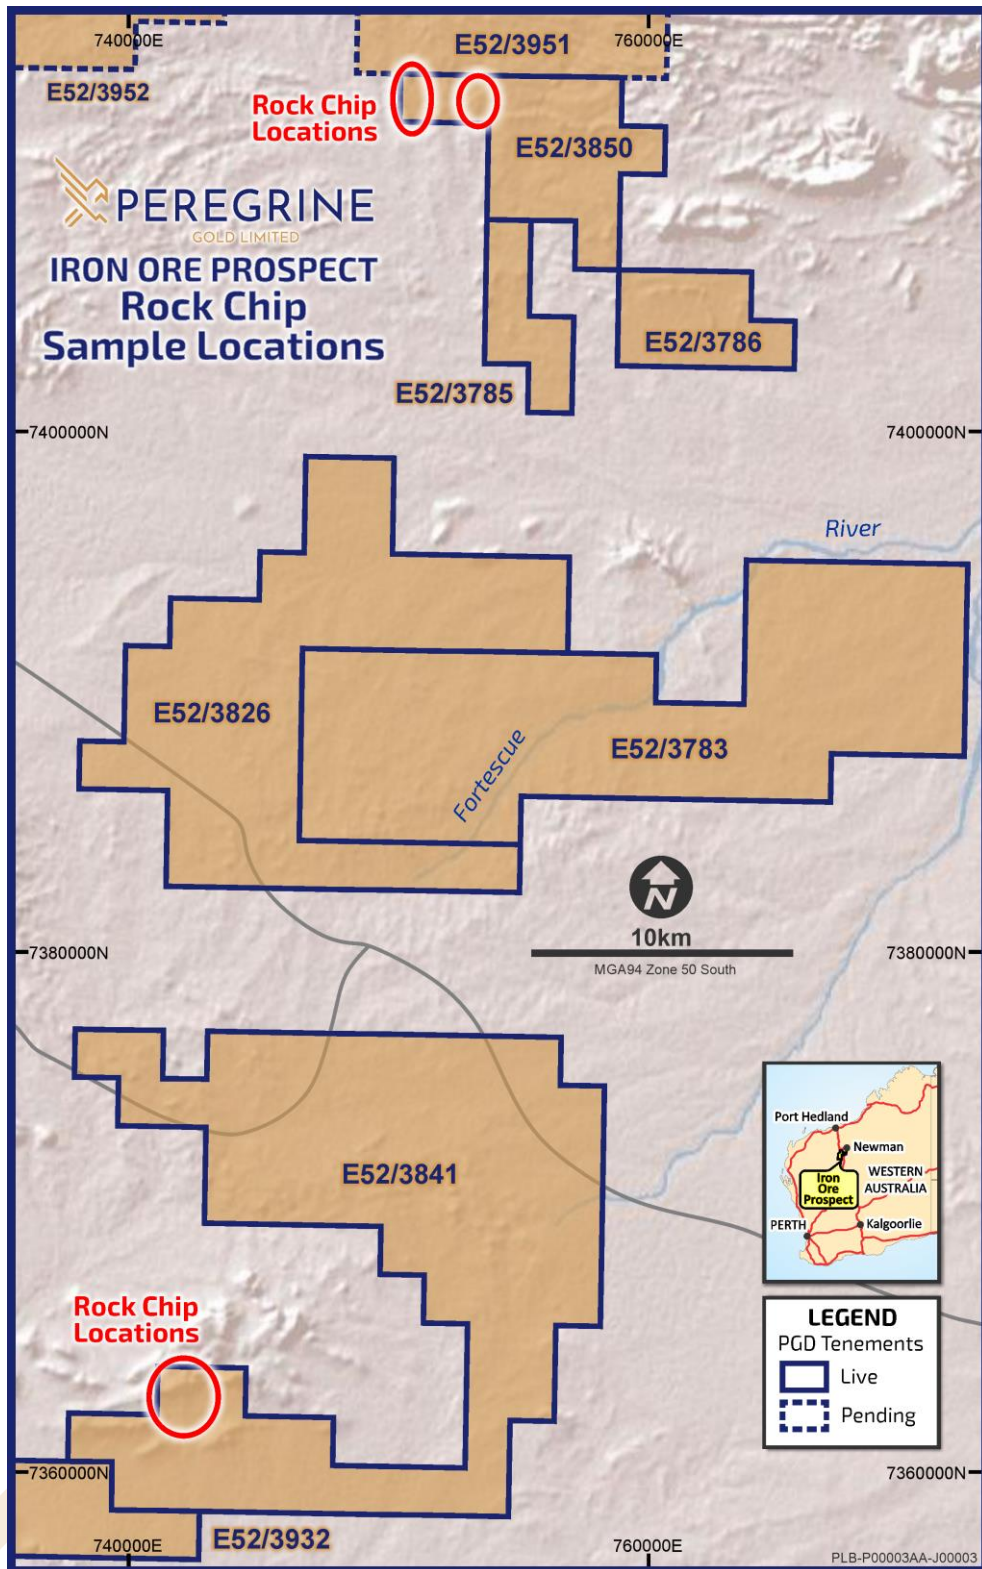 740000E
760000E
E52/3951
E52/3952
Rock Chip
Locations
E52/3850
PEREGRINE
GOLD LIMITED
IRON ORE PROSPECT
Rock Chip
Sample Locations
E52/3786
E52/3785
7400000N
7400000N
River
E52/3826
E52/3783
Fortescue
N
10km
MGA94 Zone 50 South
7380000N
7380000N
Port Hedland
Newman
WESTERN
AUSTRALIA
Iron
Ore
Prospect
PERTH
Kalgoorlie
E52/3841
Rock Chip
Locations
LEGEND
PGD Tenements
Live
Pending
7360000N
7360000N
E52/3932
740000E
760000E
PLB-P00003AA-J00003